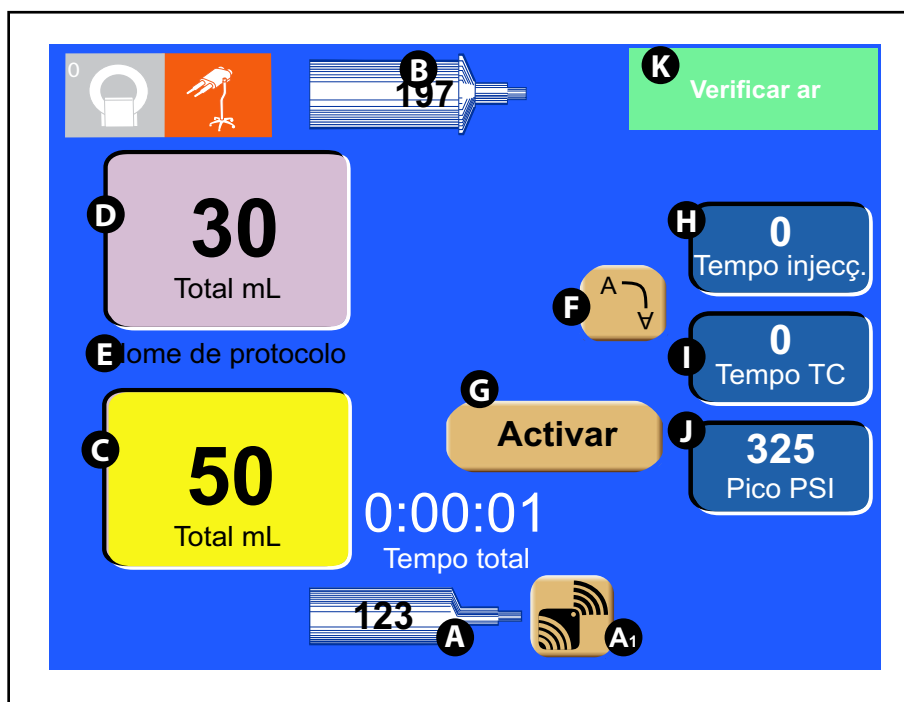 0
B
197
K
Verificar ar
D
30
Total mL
H
0
Tempo injecç.
F
A
A
E
ome de protocolo
I
0
Tempo TC
G
Activar
C
50
Total mL
J
325
Pico PSI
0:00:01
Tempo total
123
A
A1